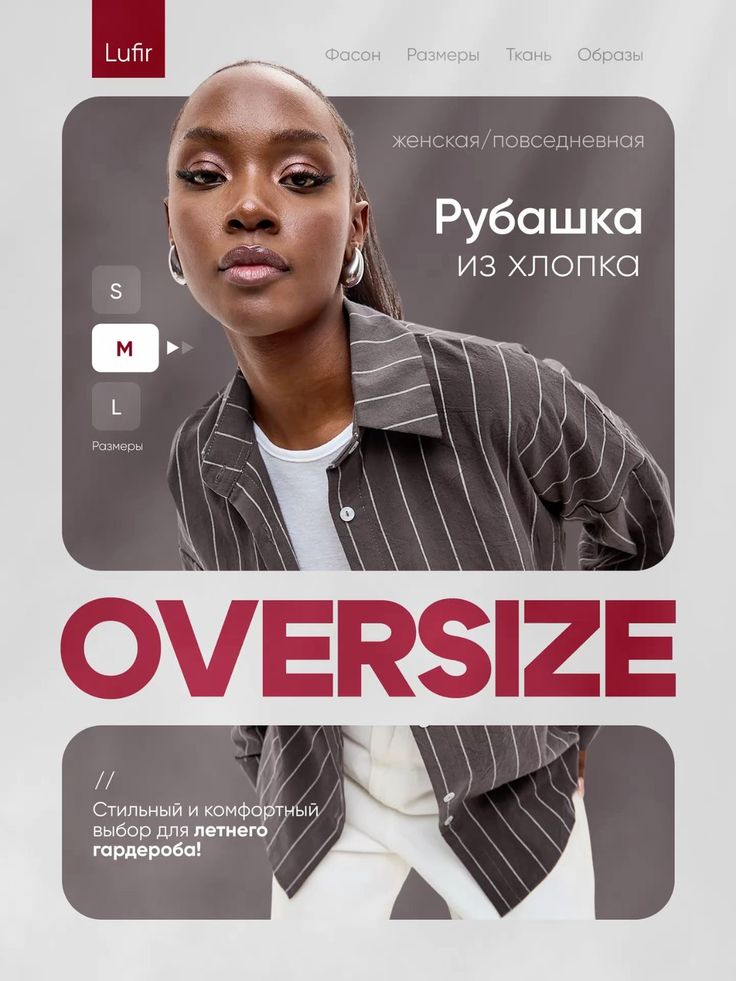 Lufir
Фасон Размеры Ткань Образы
женская/повседневная
Рубашка
из хлопка
S
M
L
Размеры
OVERSIZE
//
Стильный и комфортный
выбор для летнего
гардероба!